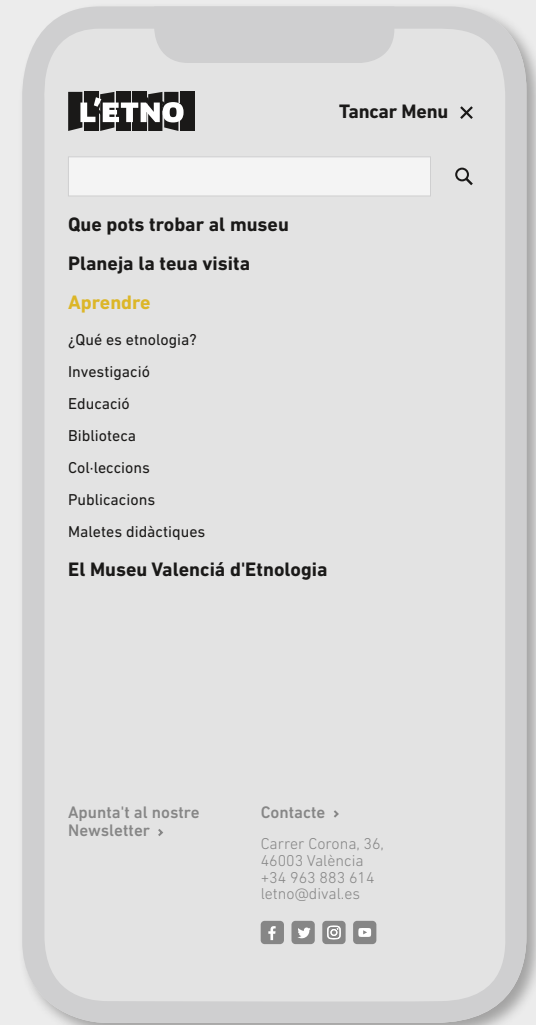 L'ETNO
Tancar Menu
Que pots trobar al museu
Planeja la teua visita
Aprendre
¿Qué es etnologia?
Investigació
Educació
Biblioteca
Col·leccions
Publicacions
Maletes didàctiques
El Museu Valenciá d'Etnologia
Apunta't al nostre
Newsletter ›
Contacte ›
Carrer Corona, 36,
46003 València
+34 963 883 614
letno@dival.es